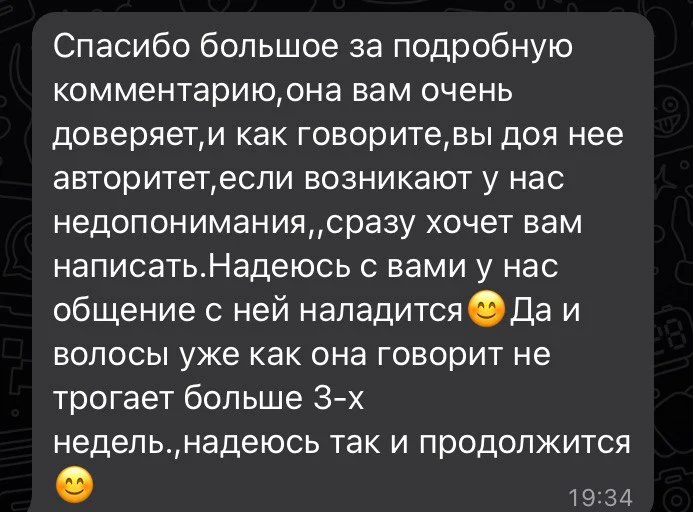 Спасибо большое за подробную
комментарию,она вам очень
доверяет,и как говорите,вы доя нее
авторитет,если возникают у нас
недопонимания,,сразу хочет вам
написать.Надеюсь с вами у нас
общение с ней наладится😊Да и
волосы уже как она говорит не
трогает больше 3-х
недель.,надеюсь так и продолжится
😊
19:34